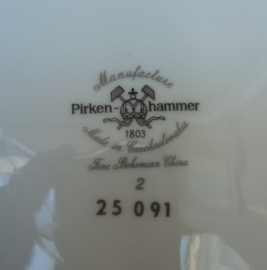 Manufacture
Pirken-hammer
1803
Made in Czechoslovakia
Fine Bohemian China
2
25 091